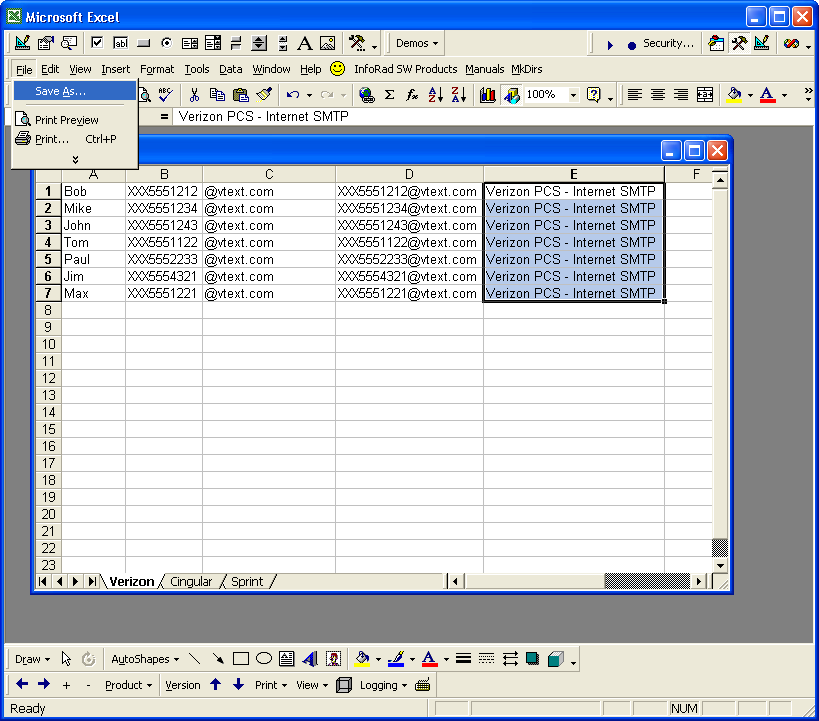 Microsoft Excel
Demos
Security...
File Edit View Insert Format Tools Data Window Help InfoRad SW Products Manuals MkDirs
Save As...
Print Preview
Print... Ctrl+P
ABC
Σ fx A Z Z A 100% ? A
= Verizon PCS - Internet SMTP
A B C D E F
1 Bob XXX5551212 @vtext.com XXX5551212@vtext.com Verizon PCS - Internet SMTP
2 Mike XXX5551234 @vtext.com XXX5551234@vtext.com Verizon PCS - Internet SMTP
3 John XXX5551243 @vtext.com XXX5551243@vtext.com Verizon PCS - Internet SMTP
4 Tom XXX5551122 @vtext.com XXX5551122@vtext.com Verizon PCS - Internet SMTP
5 Paul XXX5552233 @vtext.com XXX5552233@vtext.com Verizon PCS - Internet SMTP
6 Jim XXX5554321 @vtext.com XXX5554321@vtext.com Verizon PCS - Internet SMTP
7 Max XXX5551221 @vtext.com XXX5551221@vtext.com Verizon PCS - Internet SMTP
8
9
10
11
12
13
14
15
16
17
18
19
20
21
22
23
Verizon Cingular Sprint
Draw AutoShapes A A
+ - Product Version Print View Logging
Ready NUM